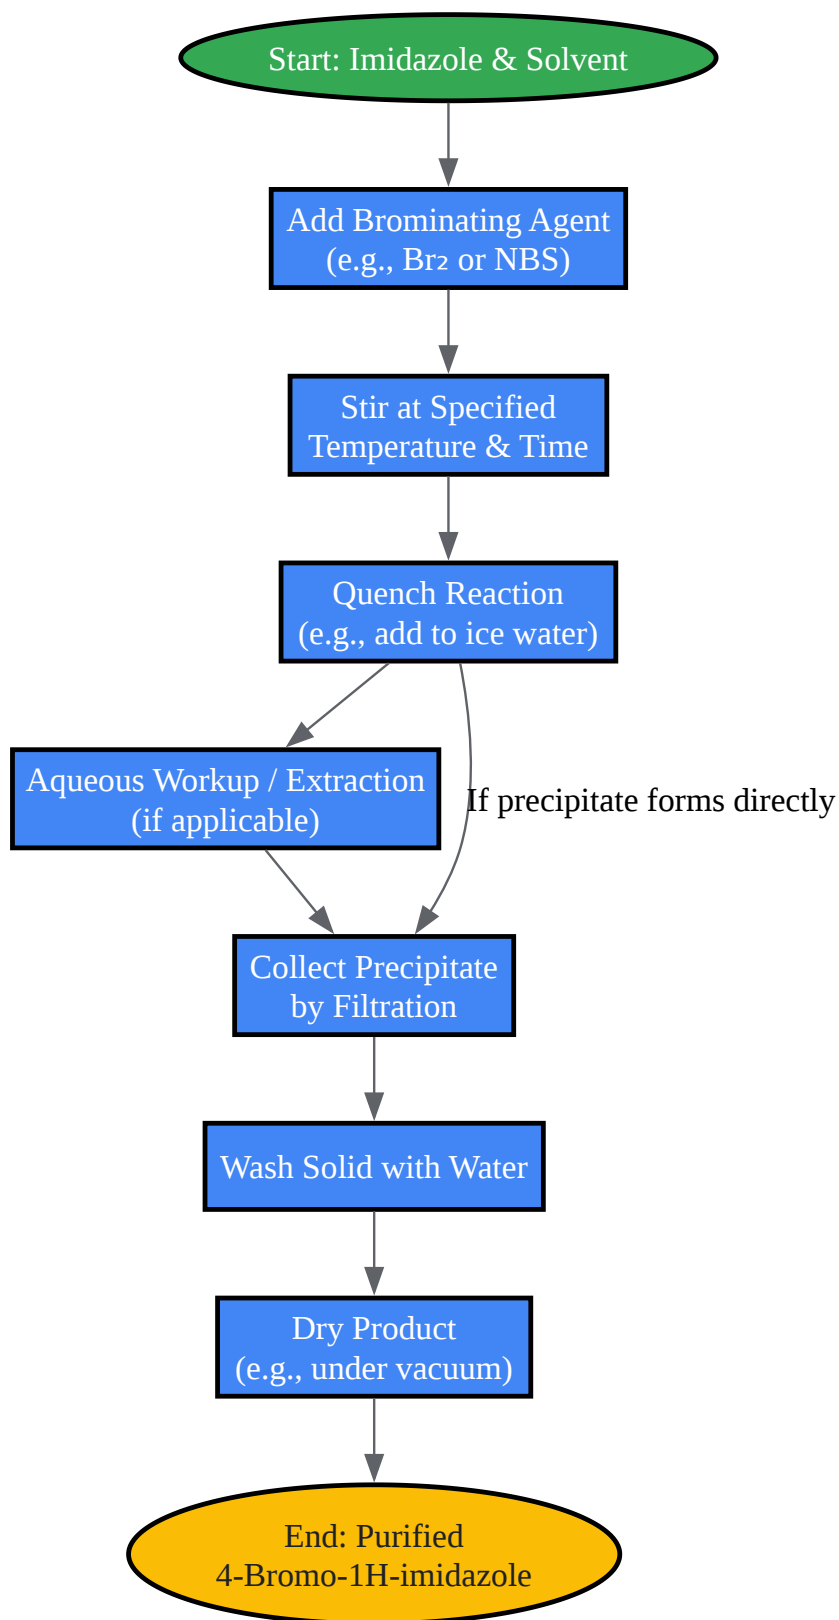 Start: Imidazole & Solvent
Add Brominating Agent
(e.g., Br₂ or NBS)
Stir at Specified
Temperature & Time
Quench Reaction
(e.g., add to ice water)
Aqueous Workup / Extraction
(if applicable)
If precipitate forms directly
Collect Precipitate
by Filtration
Wash Solid with Water
Dry Product
(e.g., under vacuum)
End: Purified
4-Bromo-1H-imidazole